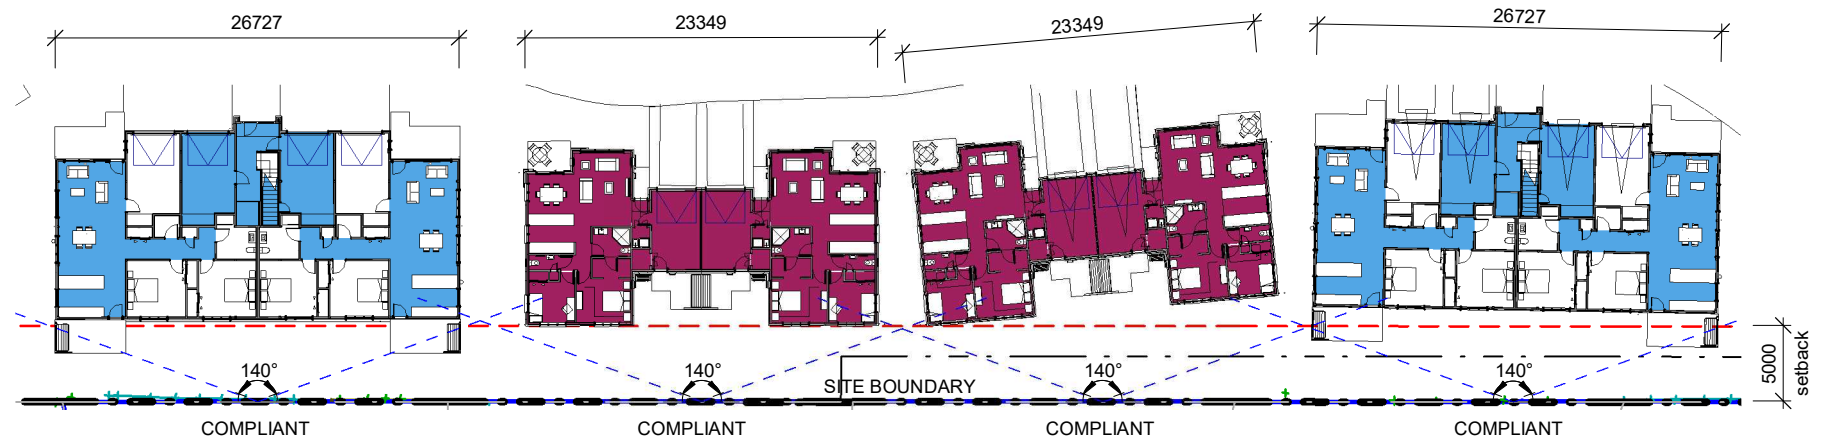 26727
23349
23349
26727
140°
140°
140°
140°
SITE BOUNDARY
5000
setback
COMPLIANT
COMPLIANT
COMPLIANT
COMPLIANT